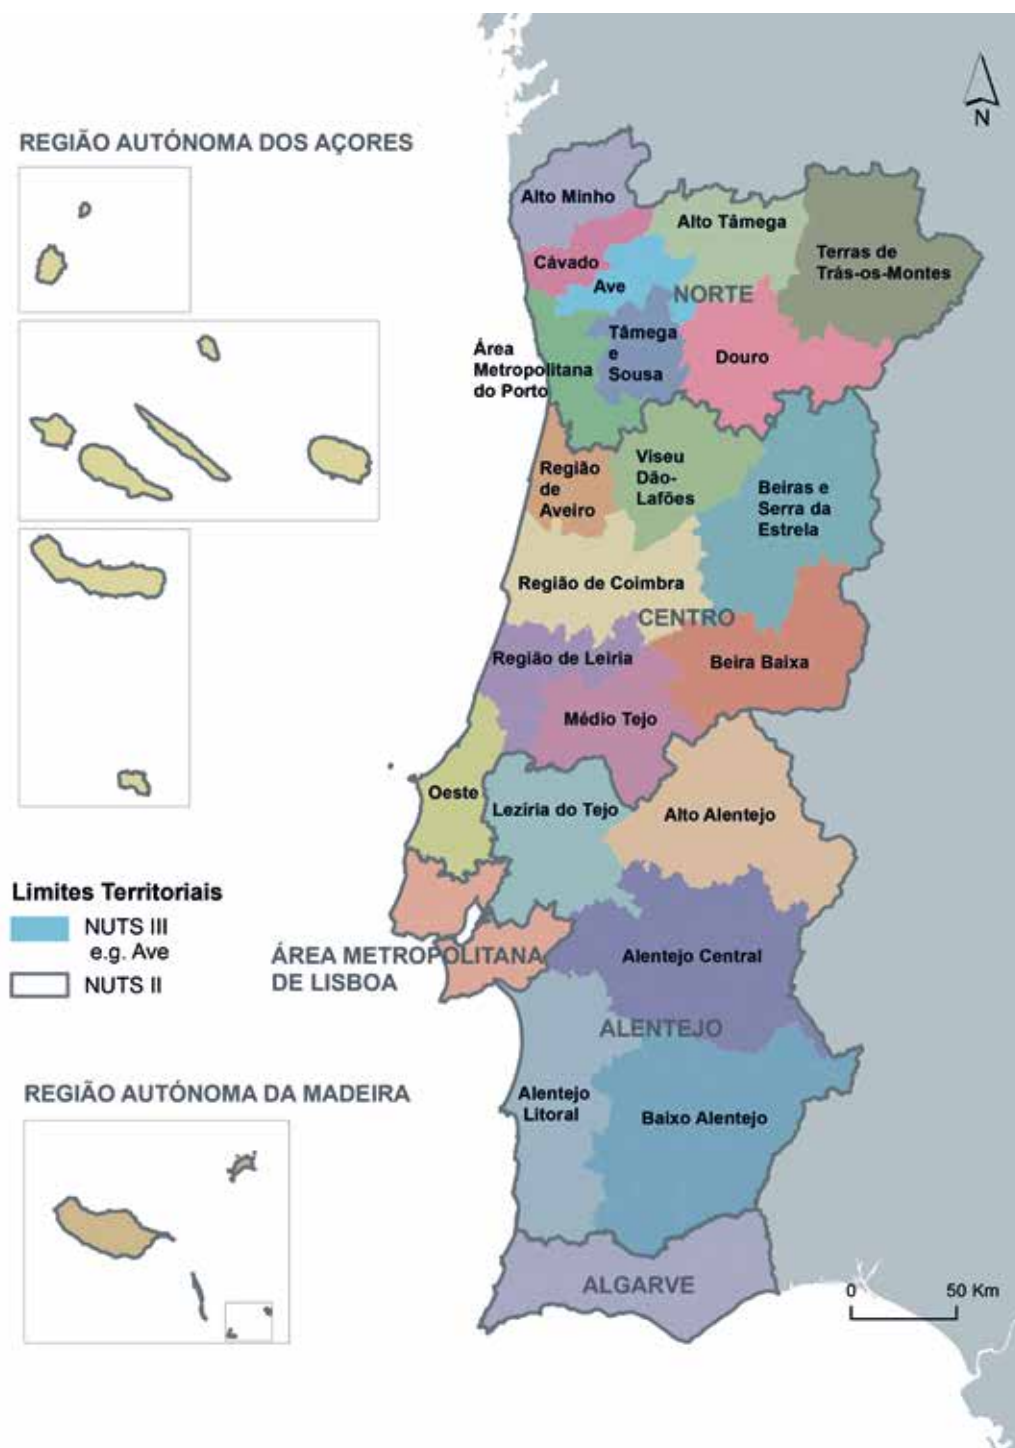 N
REGIÃO AUTÓNOMA DOS AÇORES
Alto Minho
Alto Tâmega
Terras de
Trás-os-Montes
Cávado
Ave
NORTE
Tâmega
e
Sousa
Área
Metropolitana
do Porto
Douro
Viseu
Dão-
Lafões
Região
de
Aveiro
Beiras e
Serra da
Estrela
Região de Coimbra
CENTRO
Região de Leiria
Beira Baixa
Médio Tejo
Oeste
Lezíria do Tejo
Alto Alentejo
Limites Territoriais
NUTS III
e.g. Ave
NUTS II
ÁREA METROPOLITANA
DE LISBOA
Alentejo Central
ALENTEJO
Alentejo
Litoral
Baixo Alentejo
REGIÃO AUTÓNOMA DA MADEIRA
ALGARVE
0 50 Km